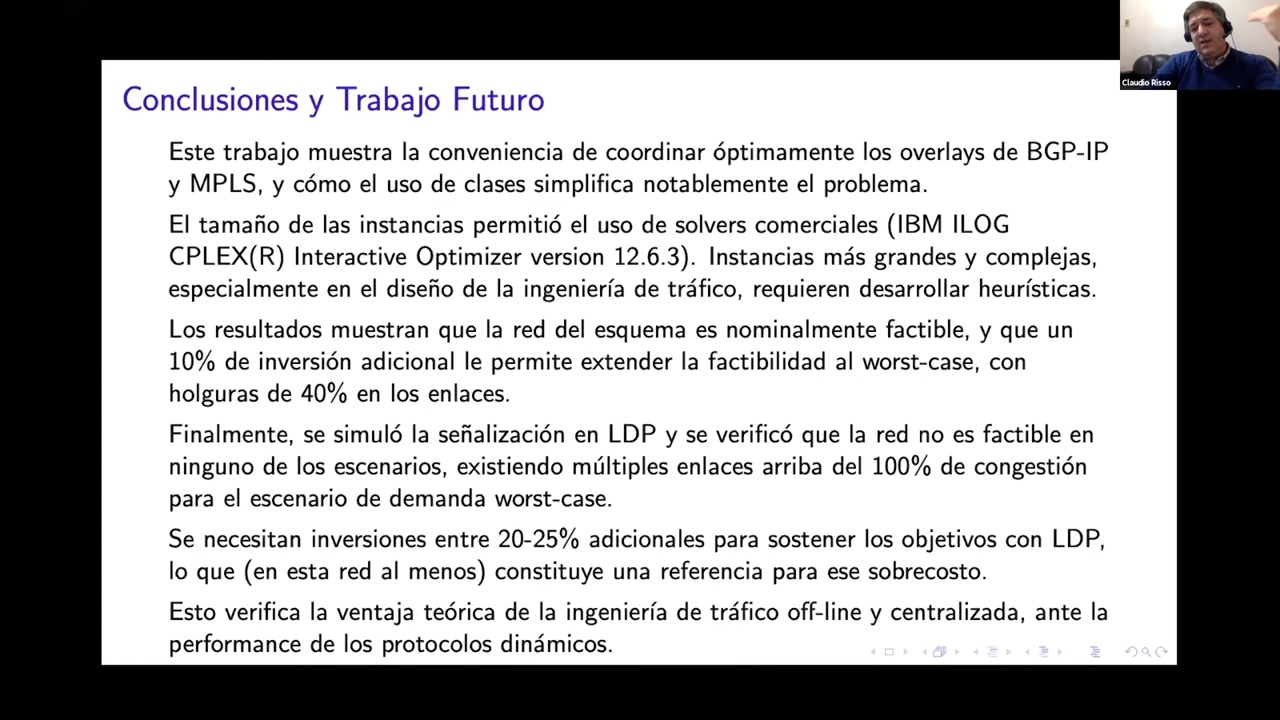 Claudio Risso
Conclusiones y Trabajo Futuro
Este trabajo muestra la conveniencia de coordinar óptimamente los overlays de BGP-IP
y MPLS, y cómo el uso de clases simplifica notablemente el problema.
El tamaño de las instancias permitió el uso de solvers comerciales (IBM ILOG
CPLEX(R) Interactive Optimizer version 12.6.3). Instancias más grandes y complejas,
especialmente en el diseño de la ingeniería de tráfico, requieren desarrollar heurísticas.
Los resultados muestran que la red del esquema es nominalmente factible, y que un
10% de inversión adicional le permite extender la factibilidad al worst-case, con
holguras de 40% en los enlaces.
Finalmente, se simuló la señalización en LDP y se verificó que la red no es factible en
ninguno de los escenarios, existiendo múltiples enlaces arriba del 100% de congestión
para el escenario de demanda worst-case.
Se necesitan inversiones entre 20-25% adicionales para sostener los objetivos con LDP,
lo que (en esta red al menos) constituye una referencia para ese sobrecosto.
Esto verifica la ventaja teórica de la ingeniería de tráfico off-line y centralizada, ante la
performance de los protocolos dinámicos.